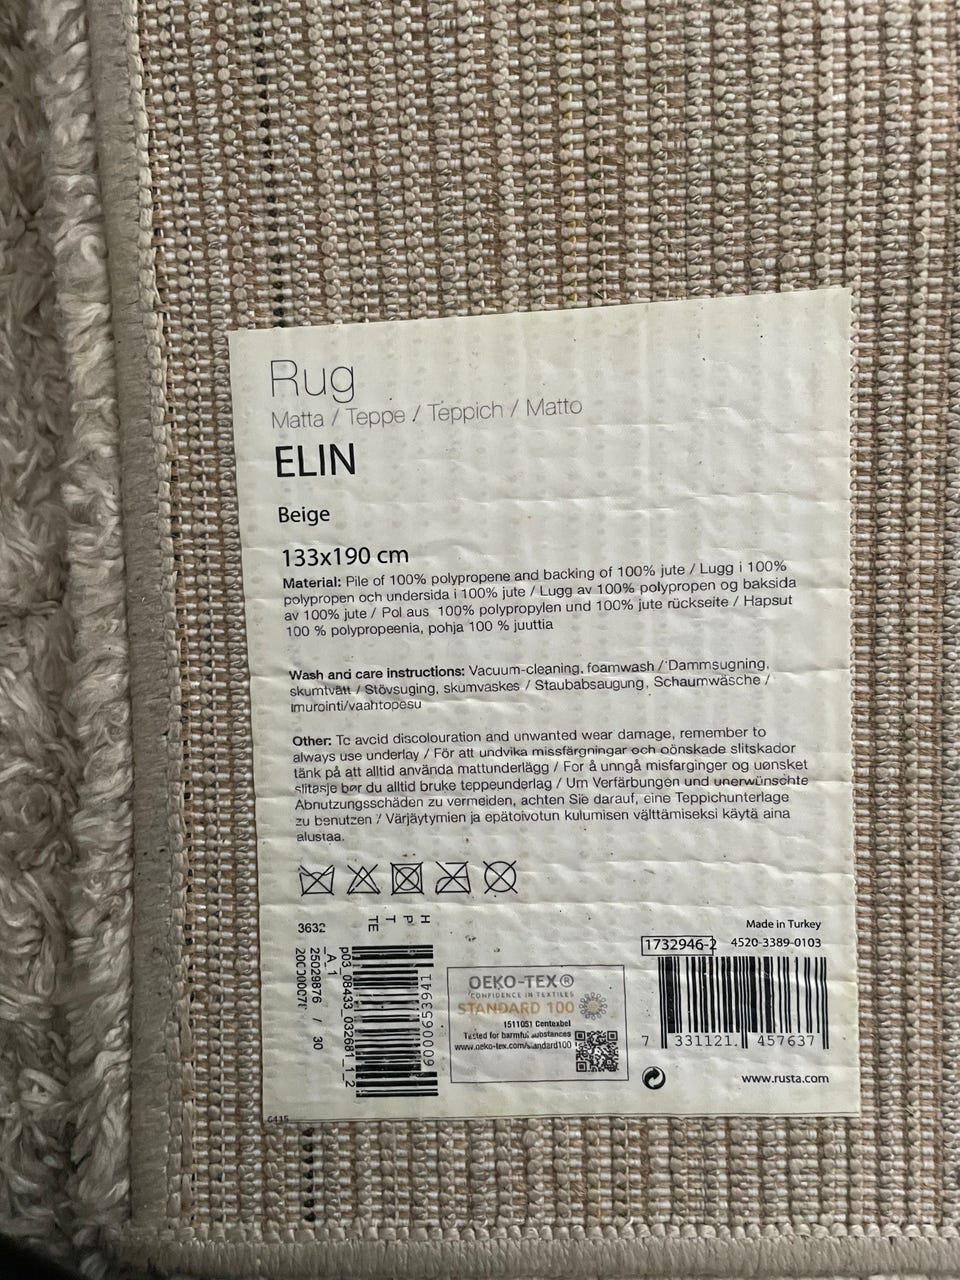 Rug
Matta / Teppe / Teppich / Matto
ELIN
Beige
133x190 cm
Material: Pile of 100% polypropene and backing of 100% jute / Lugg i 100%
polypropen och undersida i 100% jute / Lugg av 100% polypropen og baksida
av 100% jute / Pol aus 100% polypropylen und 100% jute rückseite / Hapsut
100 % polypropeenia, pohja 100 % juuttia
Wash and care instructions: Vacuum-cleaning, foamwash / Dammsugning,
skumtvätt / Stövsuging, skumvaskes / Staubabsaugung, Schaumwäsche /
Imurointi/vaahtopesu
Other: To avoid discolouration and unwanted wear damage, remember to
always use underlay / För att undvika missfärgningar och oönskade slitskador
tänk på att alltid använda mattunderlägg / For å unngå misfarginger og uønsket
slitasje bør du alltid bruke teppeunderlag / Um Verfärbungen und unerwünschte
Abnutzungsschäden zu vermeiden, achten Sie darauf, eine Teppichunterlage
zu benutzen / Värjäytymien ja epätoivotun kulumisen välttämiseksi käytä aina
alustaa.
3632
H
P
T
TE
609000653941
p03_08433_032681_1_2
_A_1
25029876 / 30
OEKO-TEX®
CONFIDENCE IN TEXTILES
STANDARD 100
1511051 Centexbel
Tested for harmful substances
www.oeko-tex.com/standard100
Made in Turkey
1732946-2 4520-3389-0103
7 331121 457637
www.rusta.com
G415